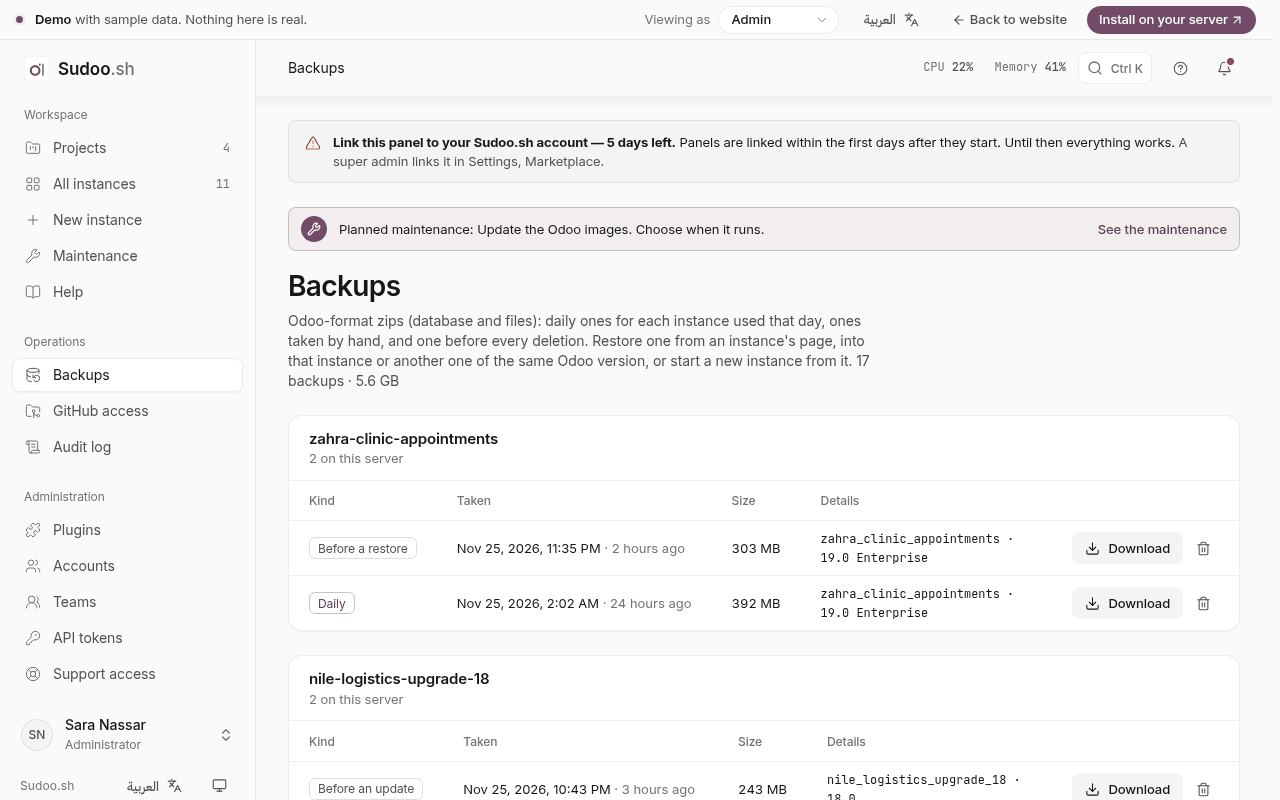 Demo with sample data. Nothing here is real.
Viewing as
Admin
العربية
Back to website
Install on your server
Sudoo.sh
Workspace
Projects 4
All instances 11
New instance
Maintenance
Help
Operations
Backups
GitHub access
Audit log
Administration
Plugins
Accounts
Teams
API tokens
Support access
SN
Sara Nassar
Administrator
Sudoo.sh
العربية
Backups
CPU 22%
Memory 41%
Ctrl K
Link this panel to your Sudoo.sh account — 5 days left. Panels are linked within the first days after they start. Until then everything works. A
super admin links it in Settings, Marketplace.
Planned maintenance: Update the Odoo images. Choose when it runs.
See the maintenance
Backups
Odoo-format zips (database and files): daily ones for each instance used that day, ones
taken by hand, and one before every deletion. Restore one from an instance's page, into
that instance or another one of the same Odoo version, or start a new instance from it. 17
backups · 5.6 GB
zahra-clinic-appointments
2 on this server
Kind Taken Size Details
Before a restore Nov 25, 2026, 11:35 PM · 2 hours ago 303 MB zahra_clinic_appointments ·
19.0 Enterprise
Download
Daily Nov 25, 2026, 2:02 AM · 24 hours ago 392 MB zahra_clinic_appointments ·
19.0 Enterprise
Download
nile-logistics-upgrade-18
2 on this server
Kind Taken Size Details
Before an update Nov 25, 2026, 10:43 PM · 3 hours ago 243 MB nile_logistics_upgrade_18 ·
18.0
Download